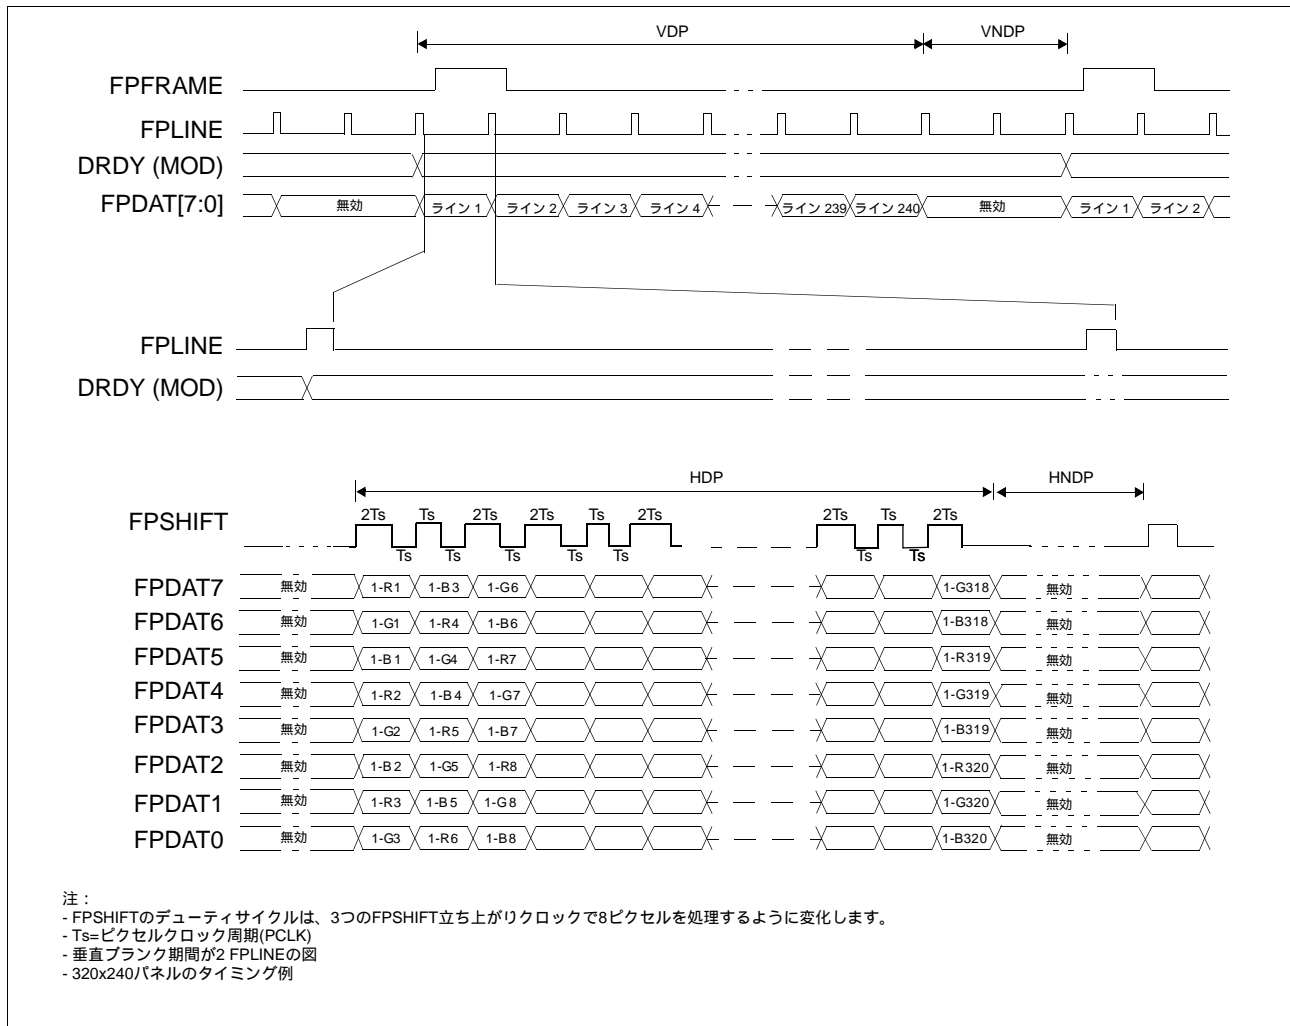 VDP VNDP
FPFRAME
FPLINE
DRDY (MOD)
FPDAT[7:0] 無効 ライン 1 ライン 2 ライン 3 ライン 4 ライン 239 ライン 240 無効 ライン 1 ライン 2
FPLINE
DRDY (MOD)
HDP HNDP
FPSHIFT 2Ts Ts 2Ts 2Ts Ts 2Ts 2Ts Ts 2Ts
Ts Ts Ts Ts Ts Ts Ts
FPDAT7 無効 1-R1 1-B3 1-G6 1-G318 無効
FPDAT6 無効 1-G1 1-R4 1-B6 1-B318 無効
FPDAT5 無効 1-B1 1-G4 1-R7 1-R319 無効
FPDAT4 無効 1-R2 1-B4 1-G7 1-G319 無効
FPDAT3 無効 1-G2 1-R5 1-B7 1-B319 無効
FPDAT2 無効 1-B2 1-G5 1-R8 1-R320 無効
FPDAT1 無効 1-R3 1-B5 1-G8 1-G320 無効
FPDAT0 無効 1-G3 1-R6 1-B8 1-B320 無効
注：
- FPSHIFTのデューティサイクルは、3つのFPSHIFT立ち上がりクロックで8ピクセルを処理するように変化します。
- Ts=ピクセルクロック周期(PCLK)
- 垂直ブランク期間が2 FPLINEの図
- 320x240パネルのタイミング例